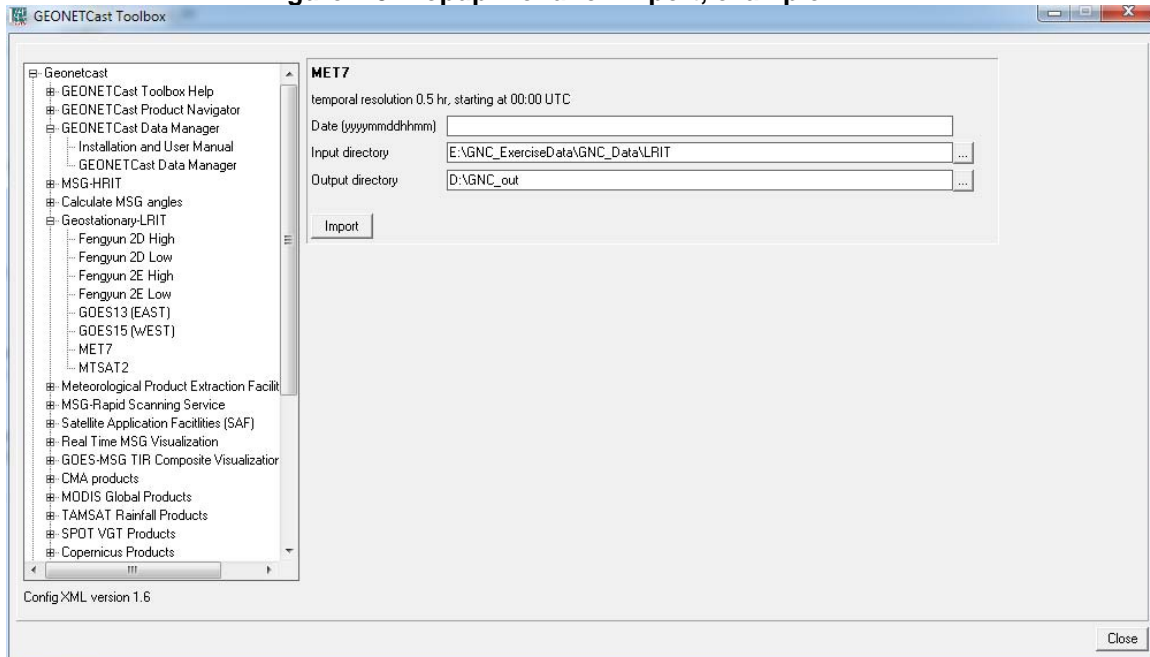 GEONETCast Toolbox
Geonetcast
GEONETCast Toolbox Help
GEONETCast Product Navigator
GEONETCast Data Manager
Installation and User Manual
GEONETCast Data Manager
MSG-HRIT
Calculate MSG angles
Geostationary-LRIT
Fengyun 2D High
Fengyun 2D Low
Fengyun 2E High
Fengyun 2E Low
GOES13 (EAST)
GOES15 (WEST)
MET7
MTSAT2
Meteorological Product Extraction Facilit
MSG-Rapid Scanning Service
Satellite Application Facitlities (SAF)
Real Time MSG Visualization
GOES-MSG TIR Composite Visualization
CMA products
MODIS Global Products
TAMSAT Rainfall Products
SPOT VGT Products
Copernicus Products
Config XML version 1.6
MET7
temporal resolution 0.5 hr, starting at 00:00 UTC
Date (yyyymmddhhmm)
Input directory E:\GNC_ExerciseData\GNC_Data\LRIT ...
Output directory D:\GNC_out ...
Import
Close